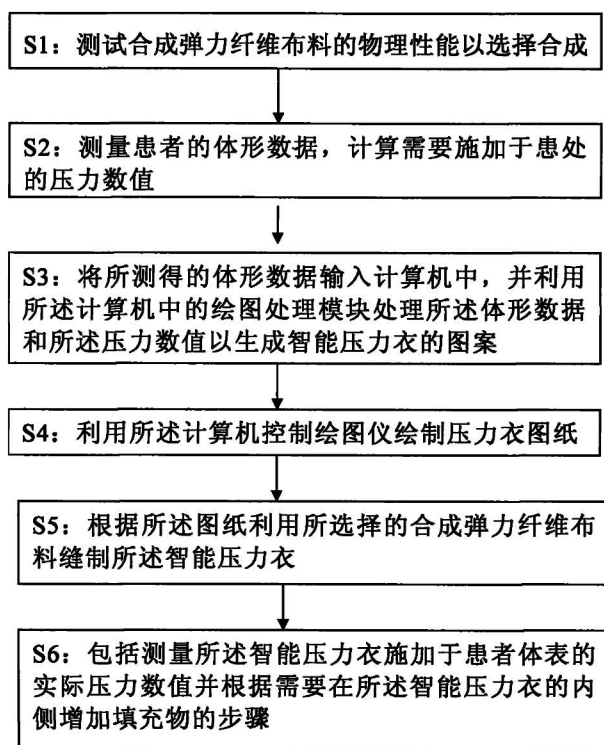 S1：测试合成弹力纤维布料的物理性能以选择合成
S2：测量患者的体形数据，计算需要施加于患处
的压力数值
S3：将所测得的体形数据输入计算机中，并利用
所述计算机中的绘图处理模块处理所述体形数据
和所述压力数值以生成智能压力衣的图案
S4：利用所述计算机控制绘图仪绘制压力衣图纸
S5：根据所述图纸利用所选择的合成弹力纤维布
料缝制所述智能压力衣
S6：包括测量所述智能压力衣施加于患者体表的
实际压力数值并根据需要在所述智能压力衣的内
侧增加填充物的步骤